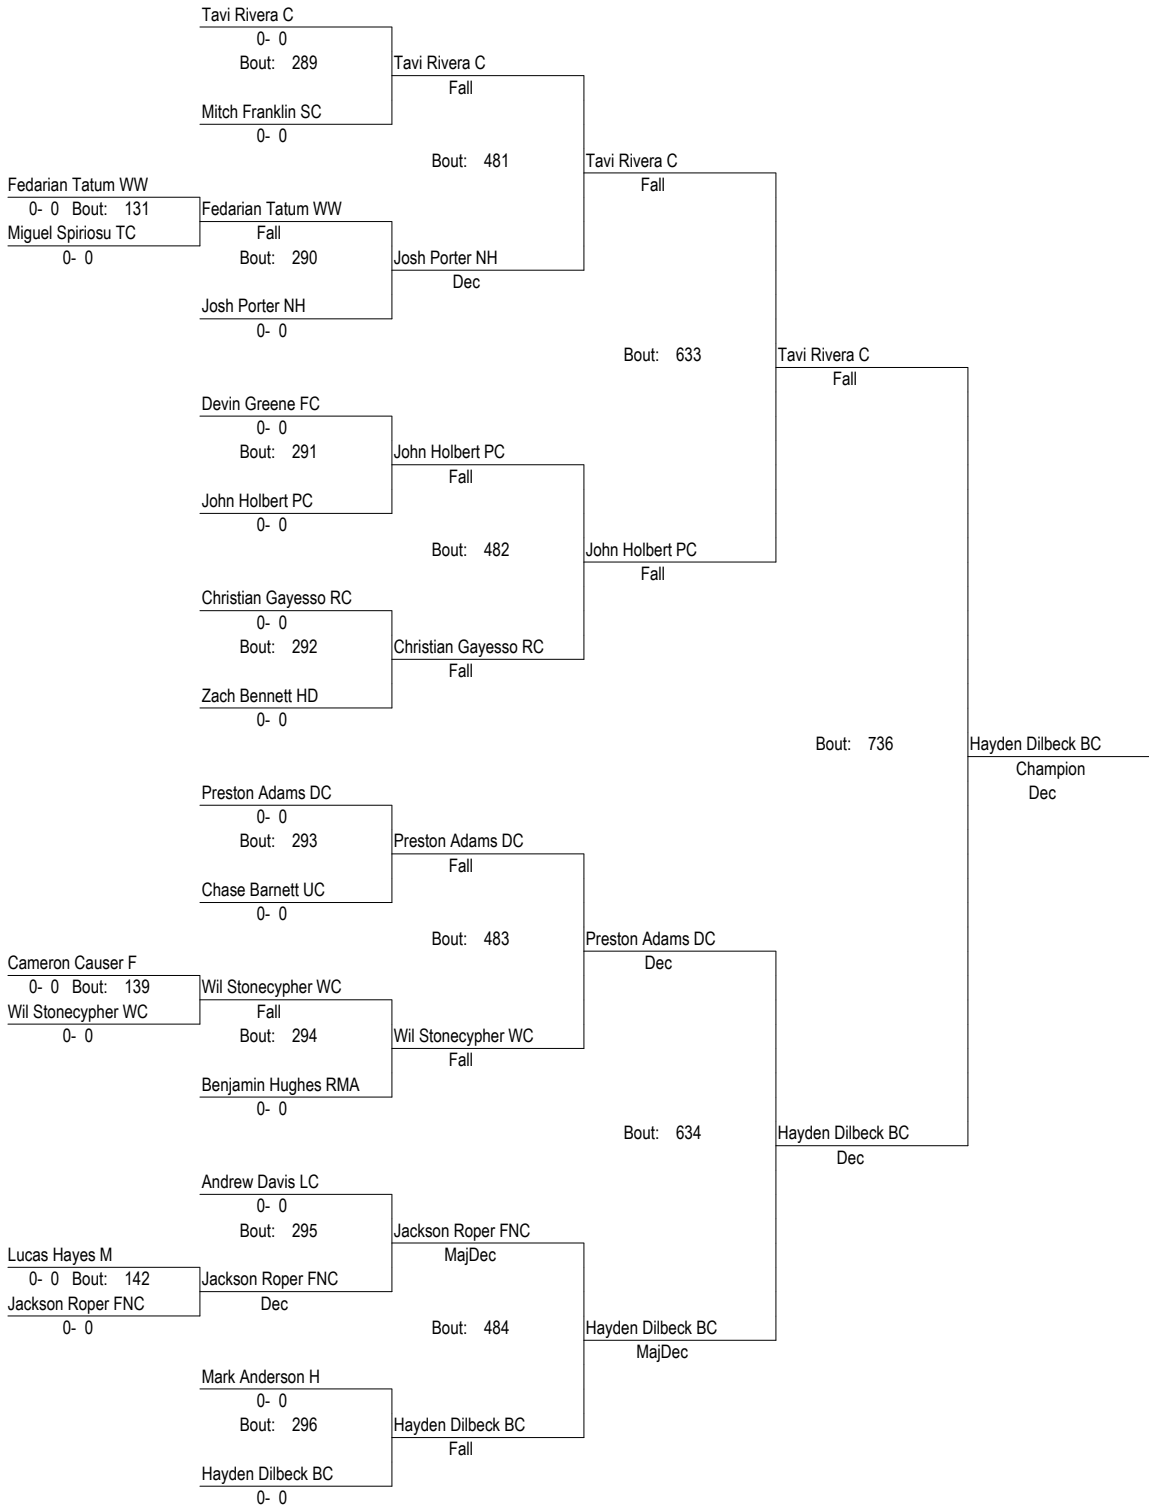 Tavi Rivera C
0- 0
Bout: 289
Tavi Rivera C
Fall
Mitch Franklin SC
0- 0
Bout: 481
Tavi Rivera C
Fall
Fedarian Tatum WW
0- 0 Bout: 131
Fedarian Tatum WW
Miguel Spiriosu TC
Fall
0- 0
Bout: 290
Josh Porter NH
Dec
Josh Porter NH
0- 0
Bout: 633
Tavi Rivera C
Fall
Devin Greene FC
0- 0
Bout: 291
John Holbert PC
Fall
John Holbert PC
0- 0
Bout: 482
John Holbert PC
Fall
Christian Gayesso RC
0- 0
Bout: 292
Christian Gayesso RC
Fall
Zach Bennett HD
0- 0
Bout: 736
Hayden Dilbeck BC
Champion
Dec
Preston Adams DC
0- 0
Bout: 293
Preston Adams DC
Fall
Chase Barnett UC
0- 0
Bout: 483
Preston Adams DC
Dec
Cameron Causer F
0- 0 Bout: 139
Wil Stonecypher WC
Wil Stonecypher WC
Fall
0- 0
Bout: 294
Wil Stonecypher WC
Fall
Benjamin Hughes RMA
0- 0
Bout: 634
Hayden Dilbeck BC
Dec
Andrew Davis LC
0- 0
Bout: 295
Jackson Roper FNC
MajDec
Lucas Hayes M
0- 0 Bout: 142
Jackson Roper FNC
Jackson Roper FNC
Dec
0- 0
Bout: 484
Hayden Dilbeck BC
MajDec
Mark Anderson H
0- 0
Bout: 296
Hayden Dilbeck BC
Fall
Hayden Dilbeck BC
0- 0